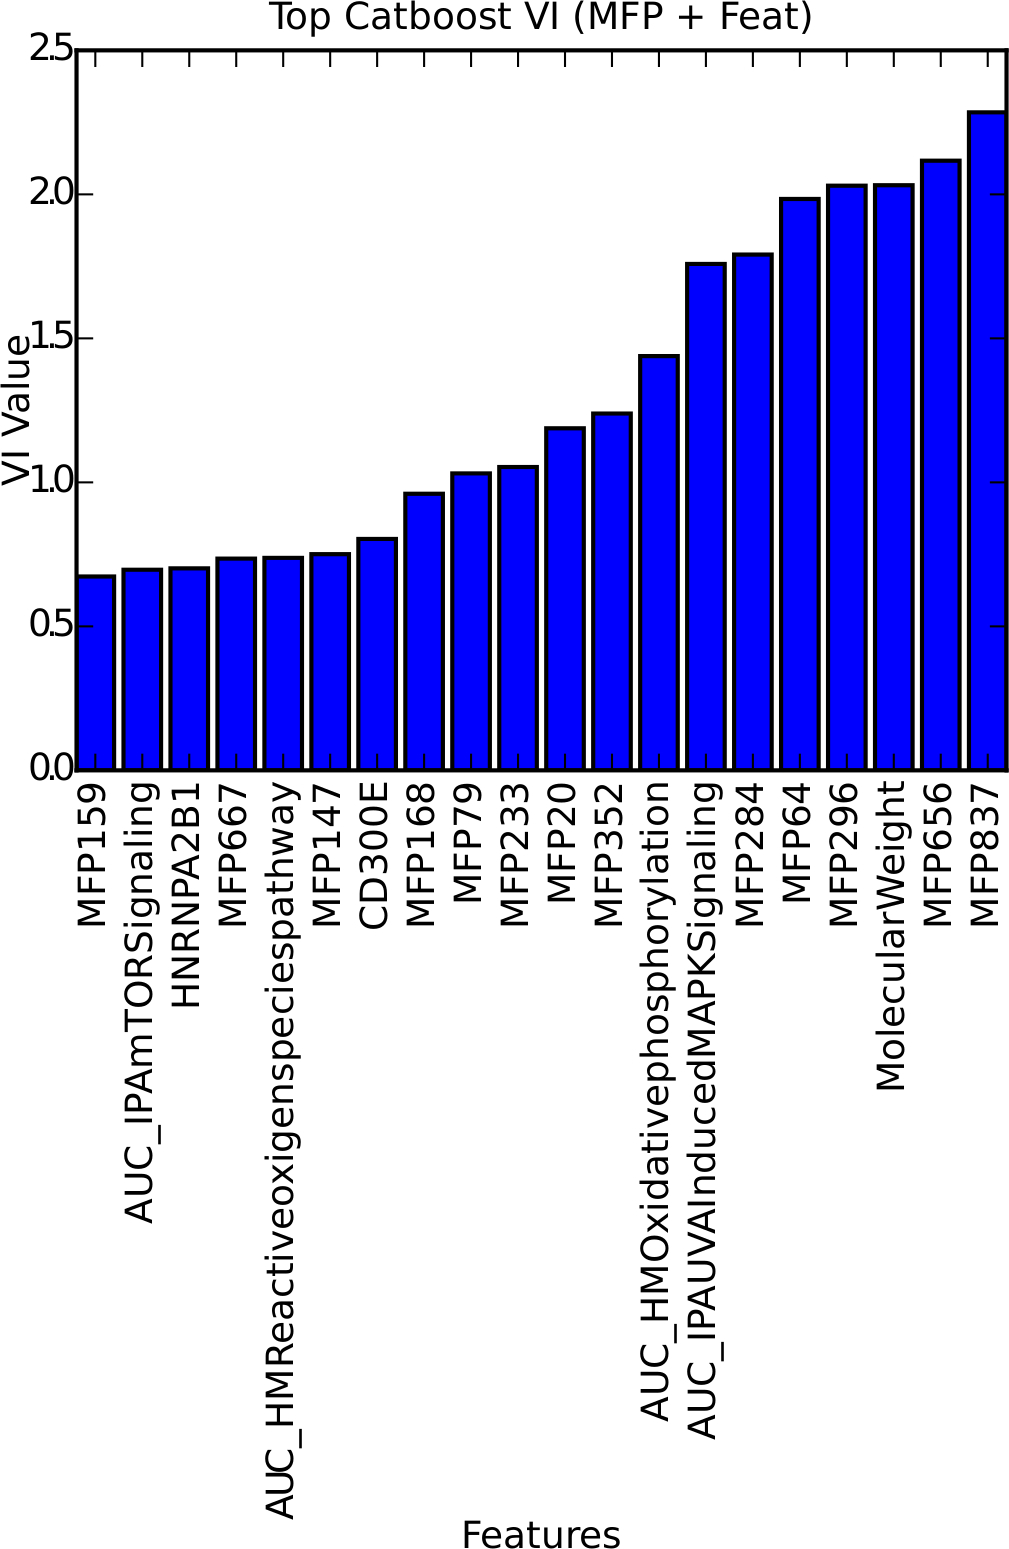 Top Catboost VI (MFP + Feat)
2.5
2.0
1.5
1.0
0.5
0.0
VI Value
MFP159
AUC_IPAmTORSignaling
HNRNPA2B1
MFP667
AUC_HMReactiveoxigenspeciespathway
MFP147
CD300E
MFP168
MFP79
MFP233
MFP20
MFP352
AUC_HMOxidativephosphorylation
AUC_IPAUVAInducedMAPKSignaling
MFP284
MFP64
MFP296
MolecularWeight
MFP656
MFP837
Features